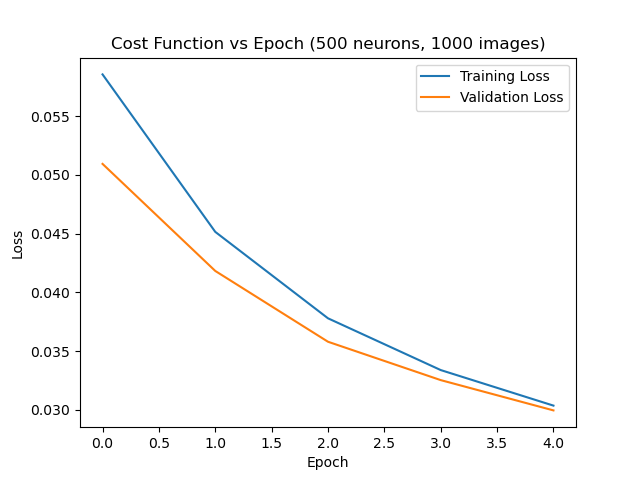 Cost Function vs Epoch (500 neurons, 1000 images)
Training Loss
Validation Loss
0.055
0.050
0.045
0.040
0.035
0.030
Loss
0.0 0.5 1.0 1.5 2.0 2.5 3.0 3.5 4.0
Epoch